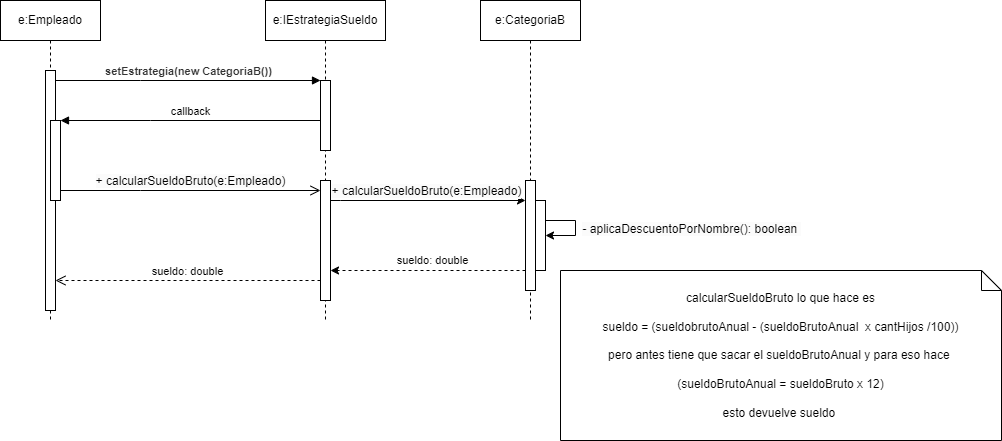 e:Empleado
e:IEstrategiaSueldo
e:CategoriaB
setEstrategia(new CategoriaB())
callback
+ calcularSueldoBruto(e:Empleado)
+ calcularSueldoBruto(e:Empleado)
- aplicaDescuentoPorNombre(): boolean
sueldo: double
sueldo: double
calcularSueldoBruto lo que hace es
sueldo = (sueldobrutoAnual - (sueldoBrutoAnual x cantHijos /100))
pero antes tiene que sacar el sueldoBrutoAnual y para eso hace
(sueldoBrutoAnual = sueldoBruto x 12)
esto devuelve sueldo